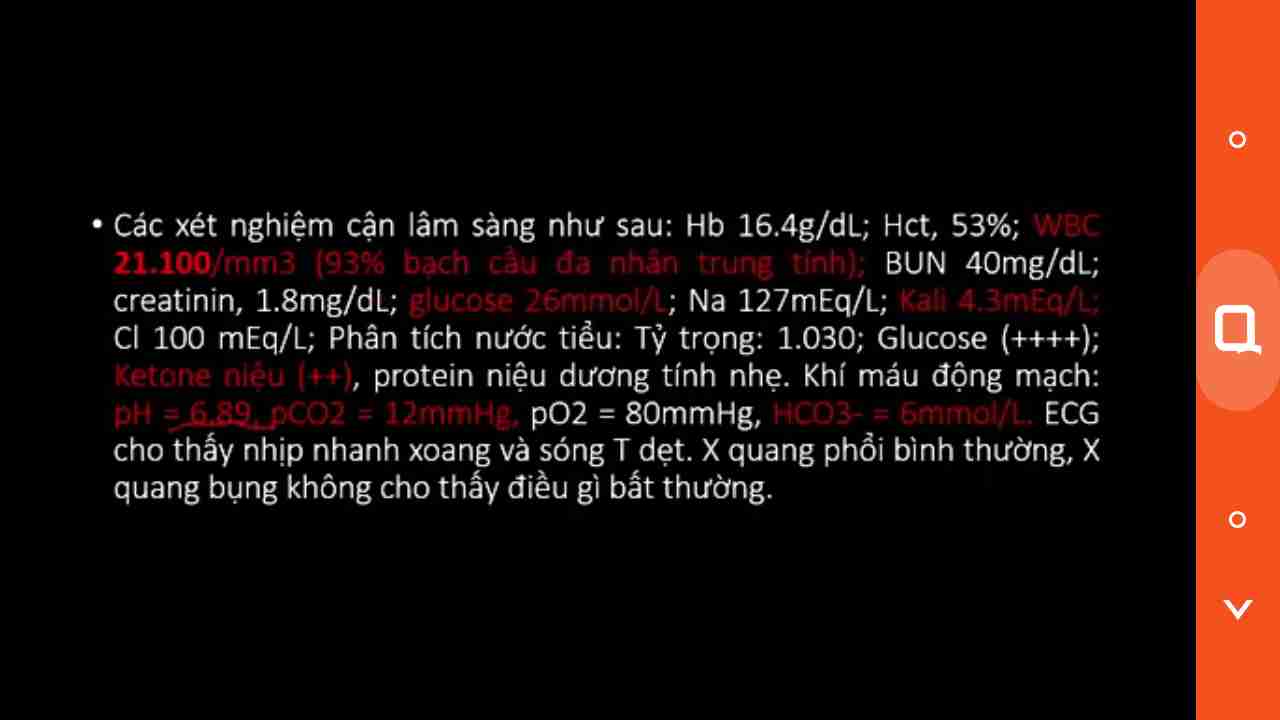 • Các xét nghiệm cận lâm sàng như sau: Hb 16.4g/dL; Hct, 53%; WBC
21.100/mm3 (93% bạch cầu đa nhân trung tính); BUN 40mg/dL;
creatinin, 1.8mg/dL; glucose 26mmol/L; Na 127mEq/L; Kali 4.3mEq/L;
Cl 100 mEq/L; Phân tích nước tiểu: Tỷ trọng: 1.030; Glucose (++++);
Ketone niệu (++), protein niệu dương tính nhẹ. Khí máu động mạch:
pH = 6.89, pCO2 = 12mmHg, pO2 = 80mmHg, HCO3- = 6mmol/L. ECG
cho thấy nhịp nhanh xoang và sóng T dẹt. X quang phổi bình thường, X
quang bụng không cho thấy điều gì bất thường.